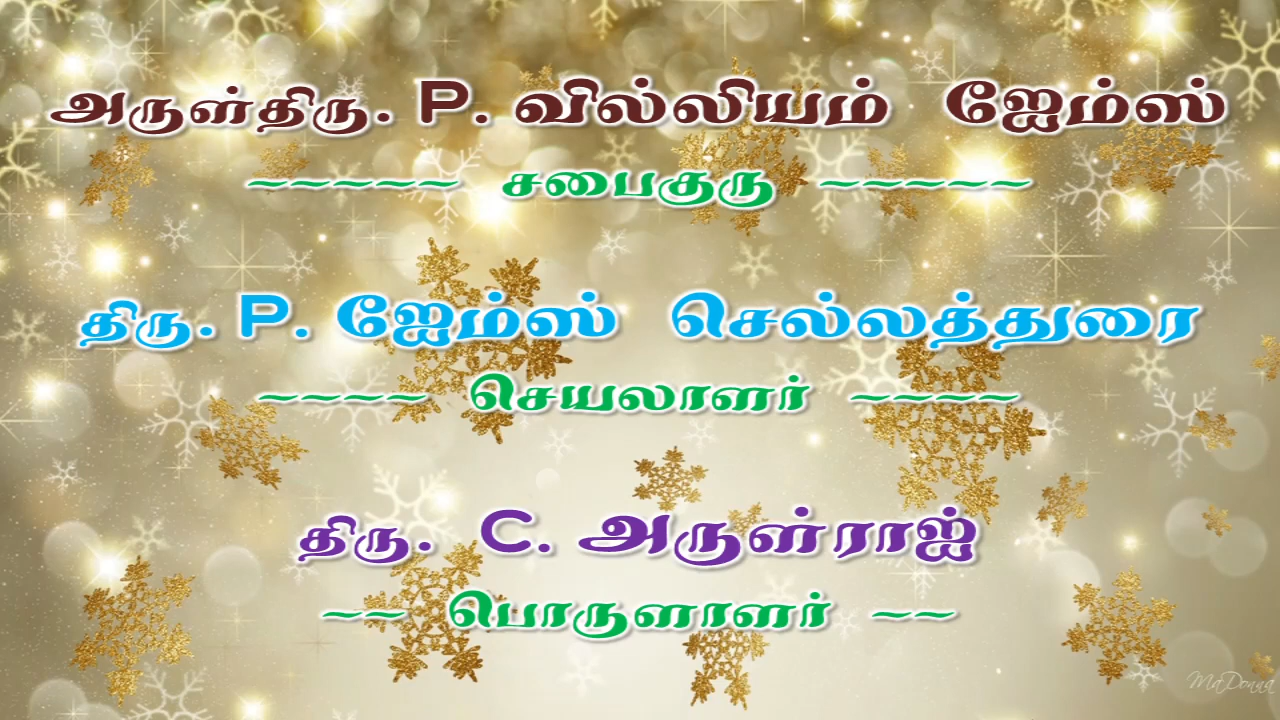 அருள்திரு. P. வில்லியம் ஜேம்ஸ்
~~~~~ சபைகுரு ~~~~~
திரு. P. ஜேம்ஸ் செல்லத்துரை
~~~~ செயலாளர் ~~~~
திரு. C. அருள்ராஜ்
~~ பொருளாளர் ~~
MaDonna